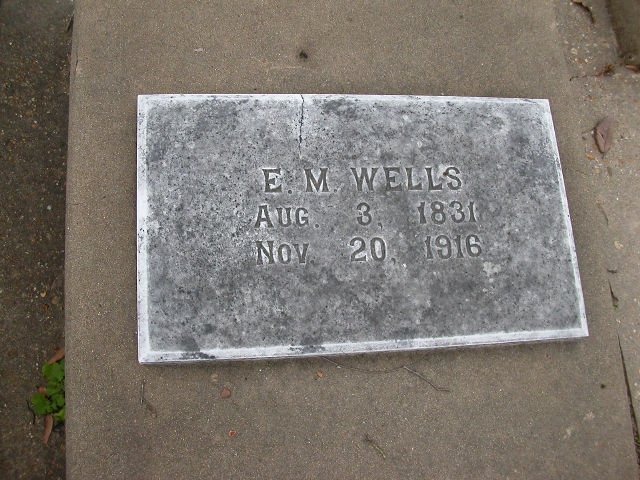 E. M. WELLS
AUG. 3, 1831
NOV. 20, 1916